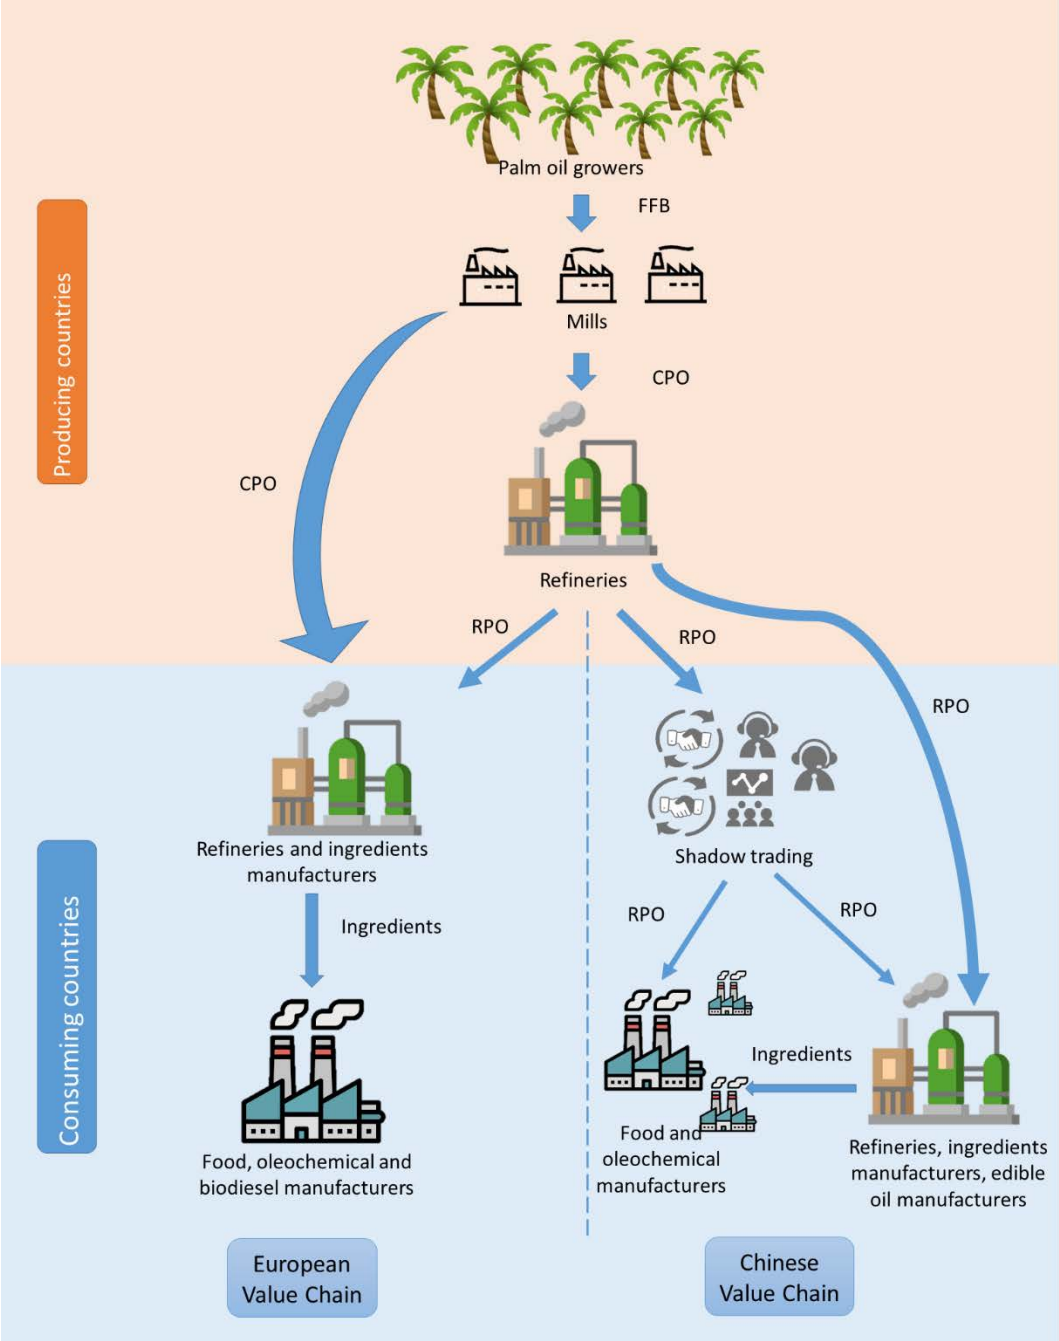 Palm oil growers
FFB
Mills
CPO
Producing countries
CPO
Refineries
RPO
RPO
RPO
Refineries and ingredients
manufacturers
Shadow trading
Ingredients
RPO
RPO
Consuming countries
Ingredients
Food, oleochemical and
biodiesel manufacturers
Food and
oleochemical
manufacturers
Refineries, ingredients
manufacturers, edible
oil manufacturers
European
Value Chain
Chinese
Value Chain